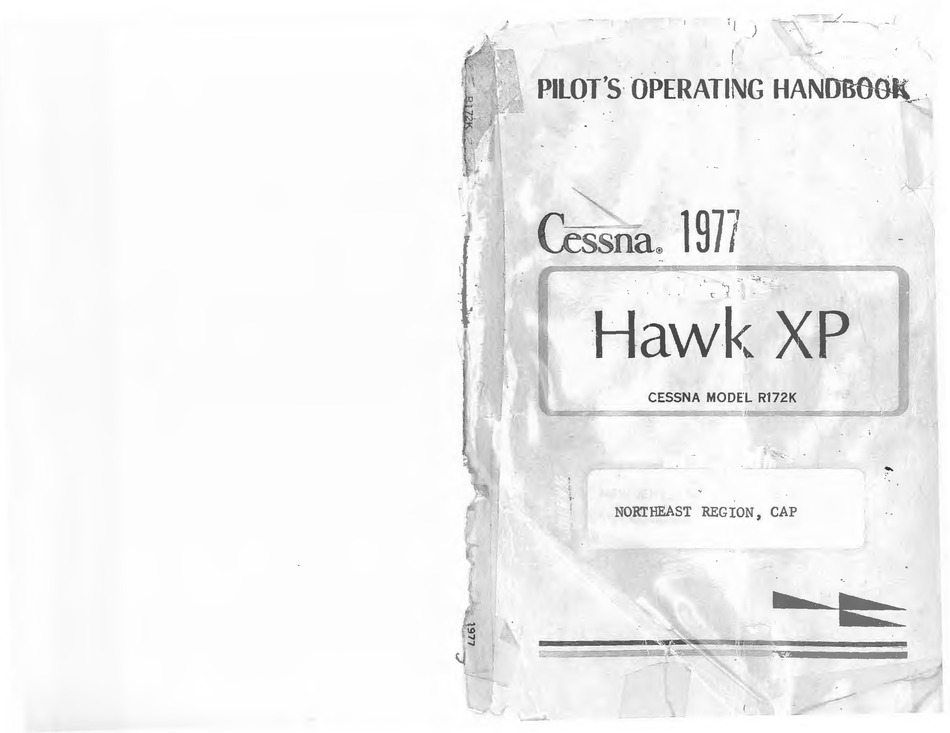 R172K
1977
PILOT'S OPERATING HANDBOOK
Cessna® 1977
Hawk XP
CESSNA MODEL R172K
NORTHEAST REGION, CAP